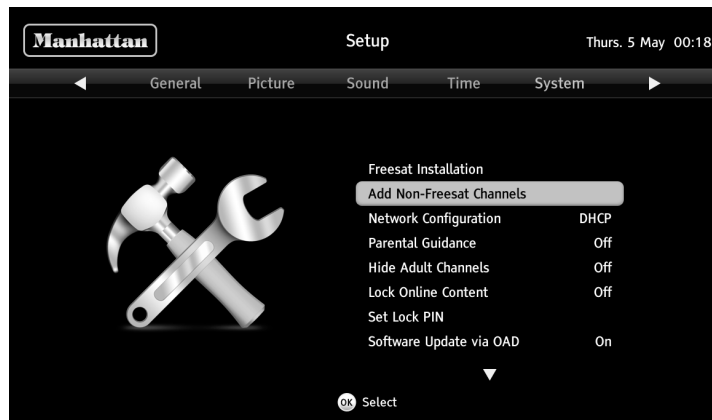 Manhattan Setup Thurs. 5 May 00:18
General Picture Sound Time System
Freesat Installation
Add Non-Freesat Channels
Network Configuration DHCP
Parental Guidance Off
Hide Adult Channels Off
Lock Online Content Off
Set Lock PIN
Software Update via OAD On
OK Select